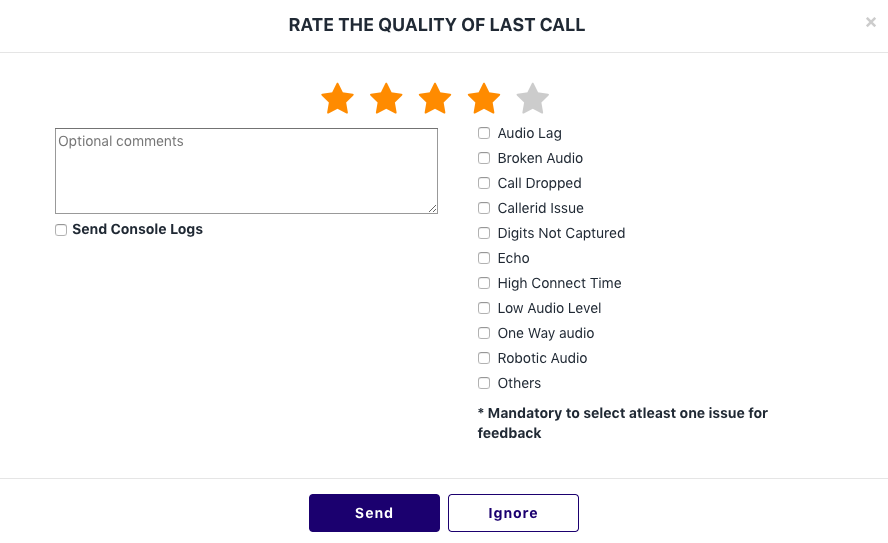 RATE THE QUALITY OF LAST CALL
×
Optional comments
Send Console Logs
Audio Lag
Broken Audio
Call Dropped
Callerid Issue
Digits Not Captured
Echo
High Connect Time
Low Audio Level
One Way audio
Robotic Audio
Others
* Mandatory to select atleast one issue for
feedback
Send
Ignore